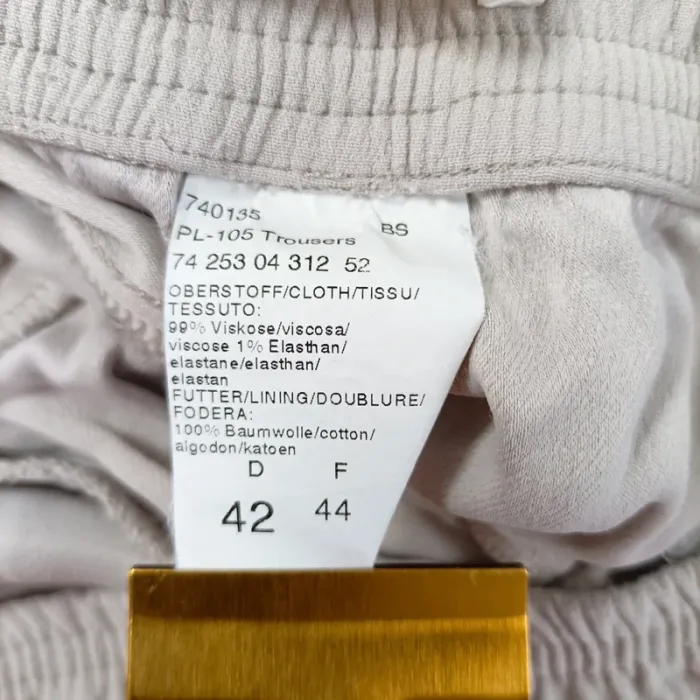 740135
PL-105 Trousers BS
74 253 04 312 52
OBERSTOFF/CLOTH/TISSU/
TESSUTO:
99% Viskose/viscosa/
viscose 1% Elasthan/
elastane/elasthan/
elastan
FUTTER/LINING/DOUBLURE/
FODERA:
100% Baumwolle/cotton/
algodon/katoen
D F
42 44